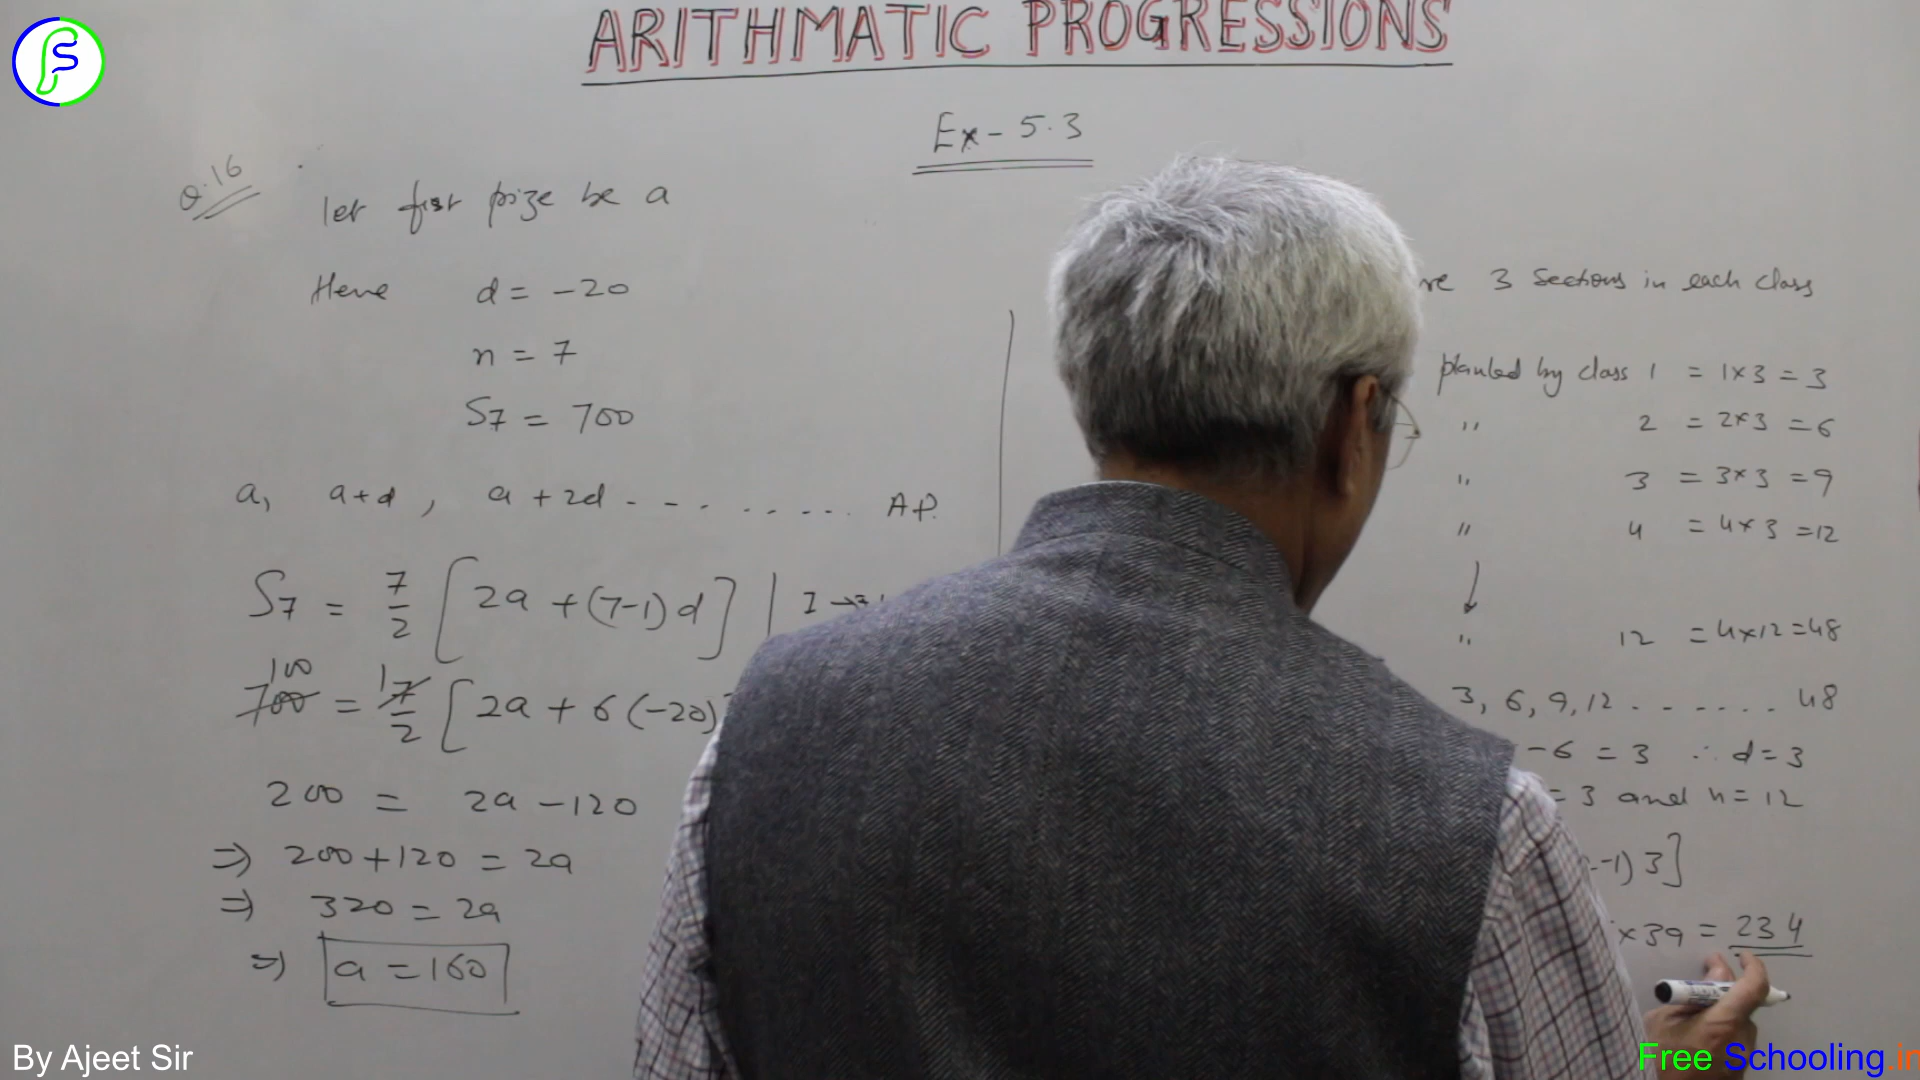 ARITHMATIC PROGRESSIONS
Ex - 5.3
Q.16
let first prize be a
Here d = -20
n = 7
S7 = 700
a, a+d, a+2d - - . . . . . . . A.P.
S7 = 7/2 [2a + (7-1)d]
100 1
700 = 7/2 [2a + 6(-20)
200 = 2a - 120
=> 200+120 = 2a
=> 320 = 2a
=> a = 160
3 Sections in each class
planted by class 1 = 1×3 = 3
" 2 = 2×3 = 6
" 3 = 3×3 = 9
" 4 = 4×3 = 12
" 12 = 4×12 = 48
3, 6, 9, 12 . - - - - - . 48
-6 = 3 ∴ d = 3
= 3 and n = 12
-1) 3]
×39 = 234
By Ajeet Sir
Free Schooling.in